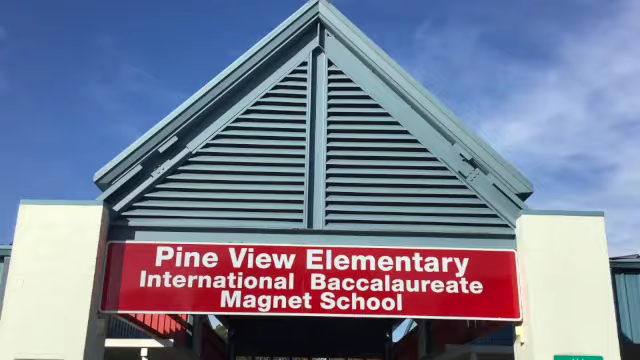 Pine View Elementary
International Baccalaureate
Magnet School